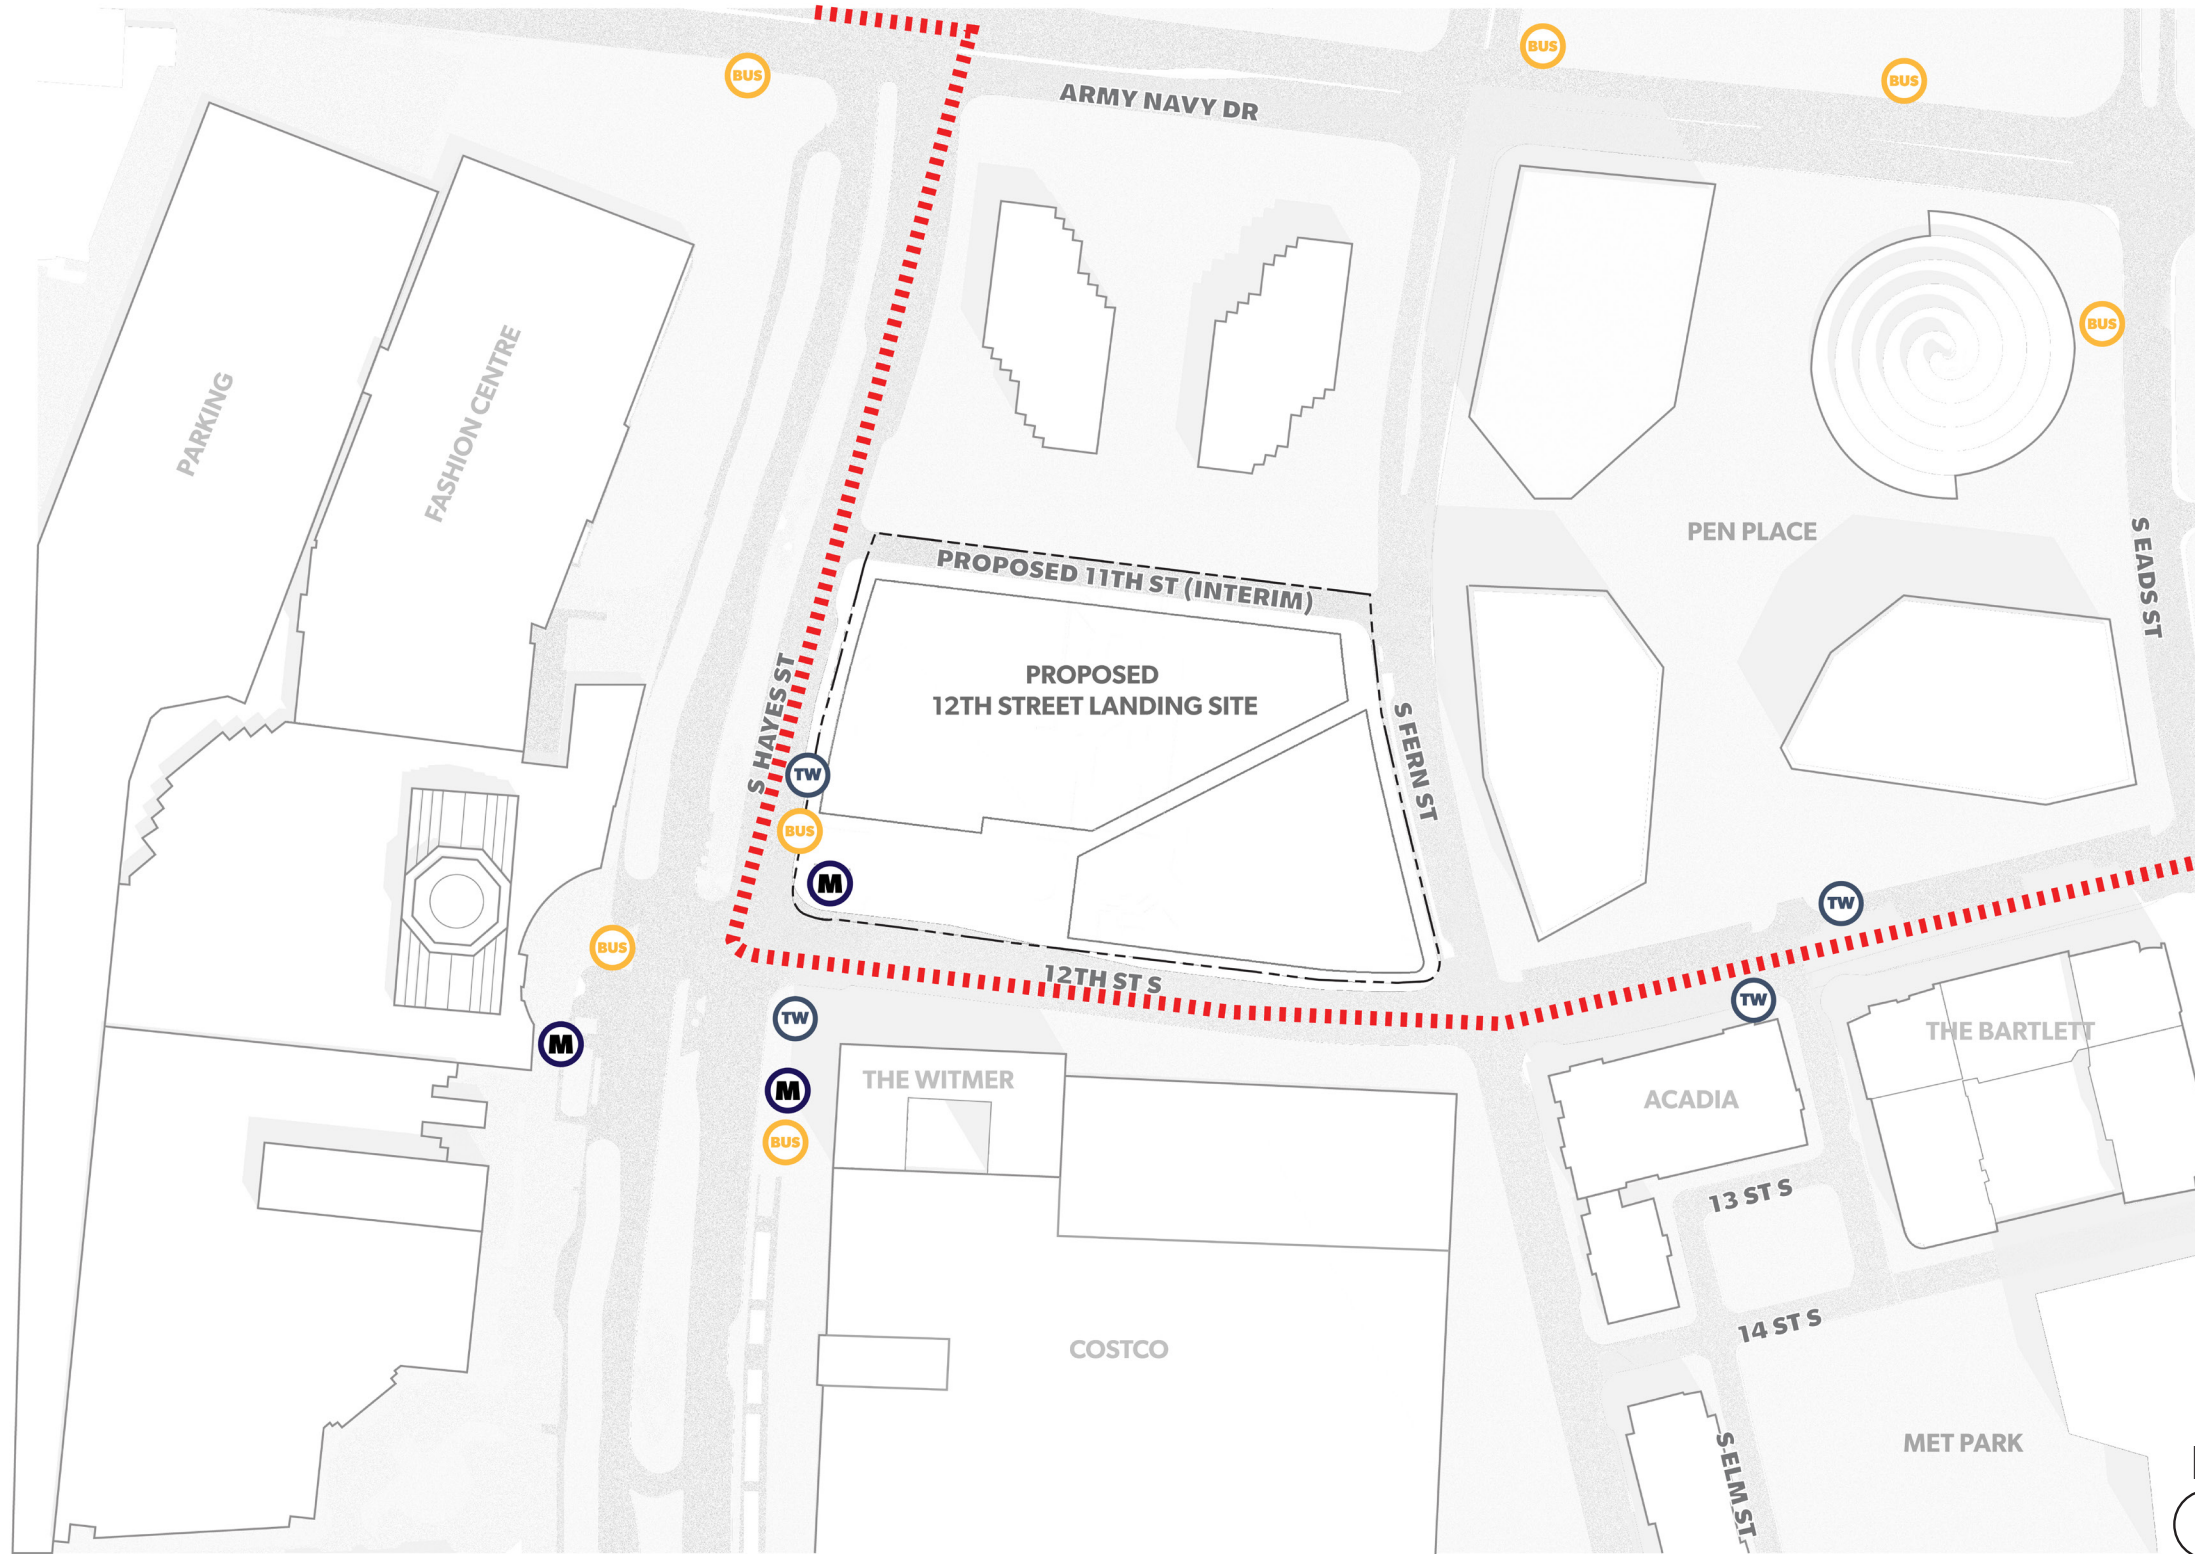 BUS
BUS
BUS
ARMY NAVY DR
BUS
PARKING
FASHION CENTRE
PEN PLACE
S EADS ST
PROPOSED 11TH ST (INTERIM)
PROPOSED
12TH STREET LANDING SITE
S HAYES ST
S FERN ST
TW
BUS
M
TW
BUS
12TH ST S
TW
TW
M
THE BARTLETT
THE WITMER
M
ACADIA
BUS
13 ST S
14 ST S
COSTCO
MET PARK
S ELM ST